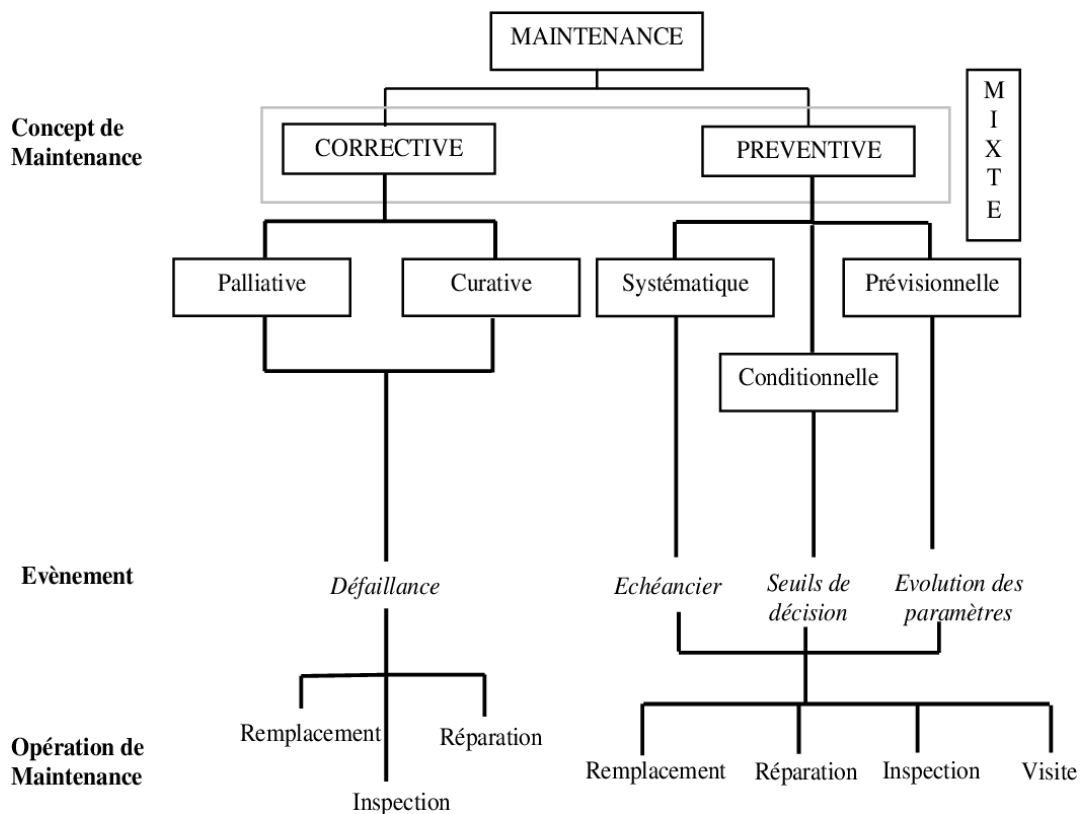 MAINTENANCE
MIXTE
Concept de
Maintenance
CORRECTIVE
PREVENTIVE
Palliative
Curative
Systématique
Prévisionnelle
Conditionnelle
Evènement
Défaillance
Echéancier
Seuils de
décision
Evolution des
paramètres
Opération de
Maintenance
Remplacement
Réparation
Inspection
Remplacement
Réparation
Inspection
Visite